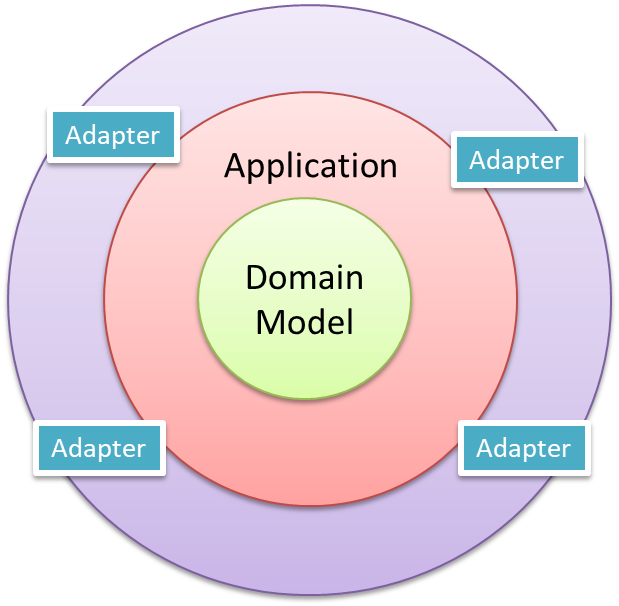 Adapter
Adapter
Application
Domain
Model
Adapter
Adapter